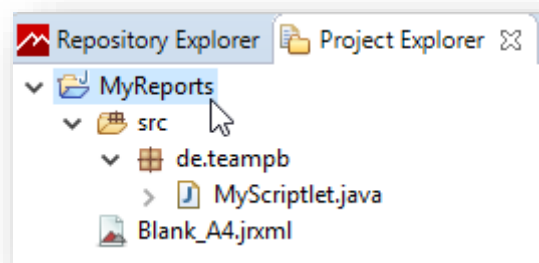 Repository Explorer Project Explorer
MyReports
src
de.teampb
MyScriptlet.java
Blank_A4.jrxml